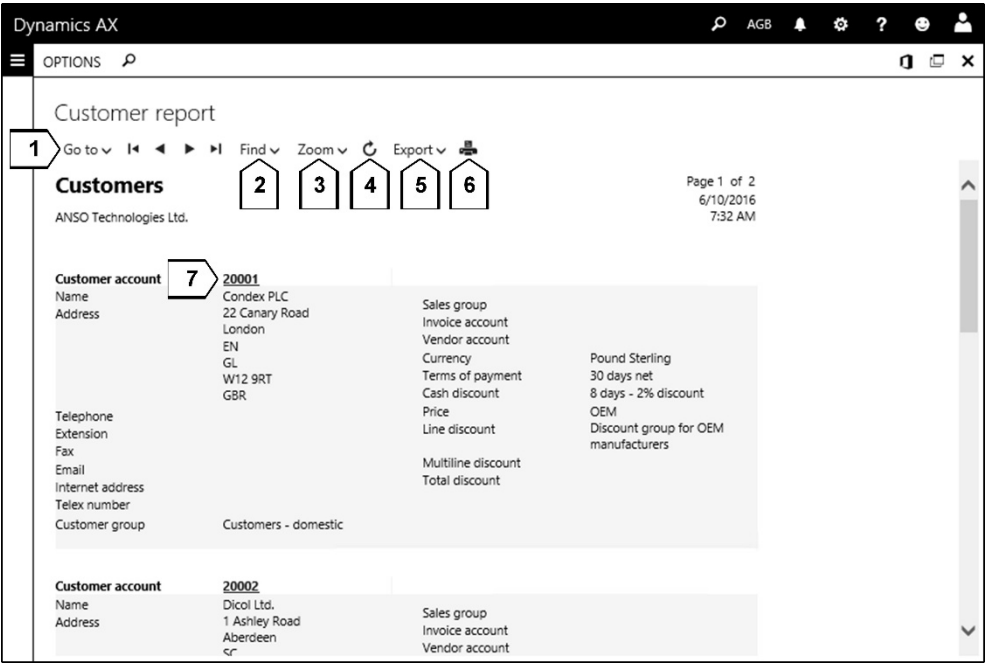 Dynamics AX
AGB
?
OPTIONS
Customer report
1
Go to
Find
Zoom
Export
2
3
4
5
6
Customers
Page 1 of 2
6/10/2016
7:32 AM
ANSO Technologies Ltd.
Customer account
7
20001
Name
Condex PLC
Address
22 Canary Road
London
EN
GL
W12 9RT
GBR
Telephone
Extension
Fax
Email
Internet address
Telex number
Customer group
Customers - domestic
Sales group
Invoice account
Vendor account
Currency
Pound Sterling
Terms of payment
30 days net
Cash discount
8 days - 2% discount
Price
OEM
Line discount
Discount group for OEM
manufacturers
Multiline discount
Total discount
Customer account
20002
Name
Dicol Ltd.
Address
1 Ashley Road
Aberdeen
SC
Sales group
Invoice account
Vendor account